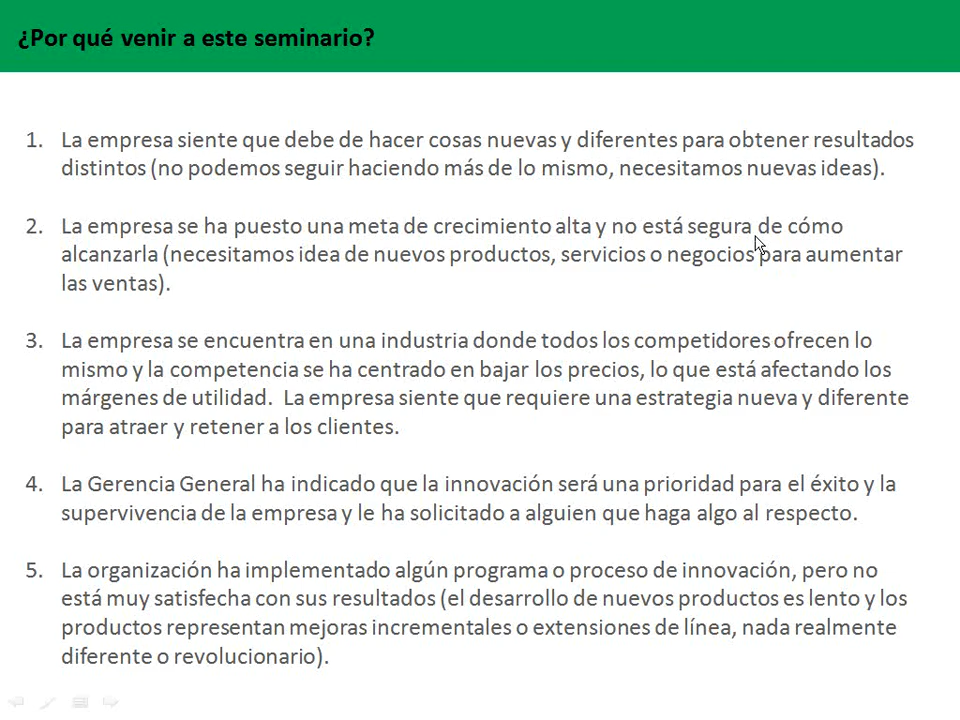 ¿Por qué venir a este seminario?
1. La empresa siente que debe de hacer cosas nuevas y diferentes para obtener resultados
distintos (no podemos seguir haciendo más de lo mismo, necesitamos nuevas ideas).
2. La empresa se ha puesto una meta de crecimiento alta y no está segura de cómo
alcanzarla (necesitamos idea de nuevos productos, servicios o negocios para aumentar
las ventas).
3. La empresa se encuentra en una industria donde todos los competidores ofrecen lo
mismo y la competencia se ha centrado en bajar los precios, lo que está afectando los
márgenes de utilidad. La empresa siente que requiere una estrategia nueva y diferente
para atraer y retener a los clientes.
4. La Gerencia General ha indicado que la innovación será una prioridad para el éxito y la
supervivencia de la empresa y le ha solicitado a alguien que haga algo al respecto.
5. La organización ha implementado algún programa o proceso de innovación, pero no
está muy satisfecha con sus resultados (el desarrollo de nuevos productos es lento y los
productos representan mejoras incrementales o extensiones de línea, nada realmente
diferente o revolucionario).